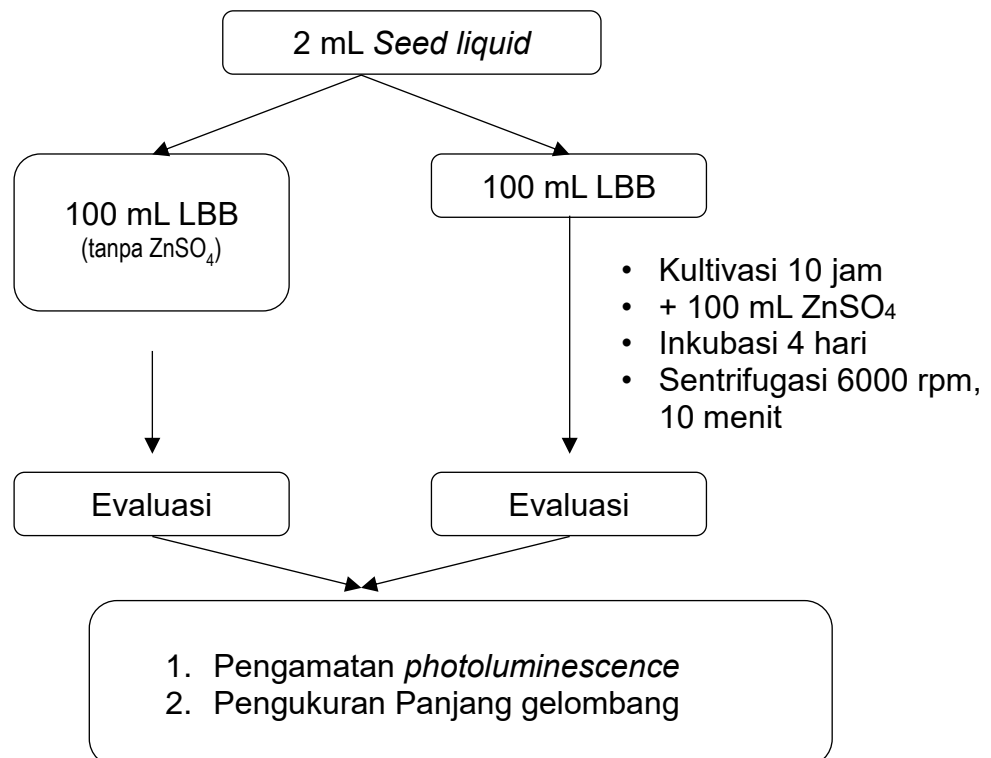 2 mL Seed liquid
100 mL LBB
(tanpa ZnSO₄)
100 mL LBB
• Kultivasi 10 jam
• + 100 mL ZnSO₄
• Inkubasi 4 hari
• Sentrifugasi 6000 rpm,
10 menit
Evaluasi
Evaluasi
1. Pengamatan photoluminescence
2. Pengukuran Panjang gelombang